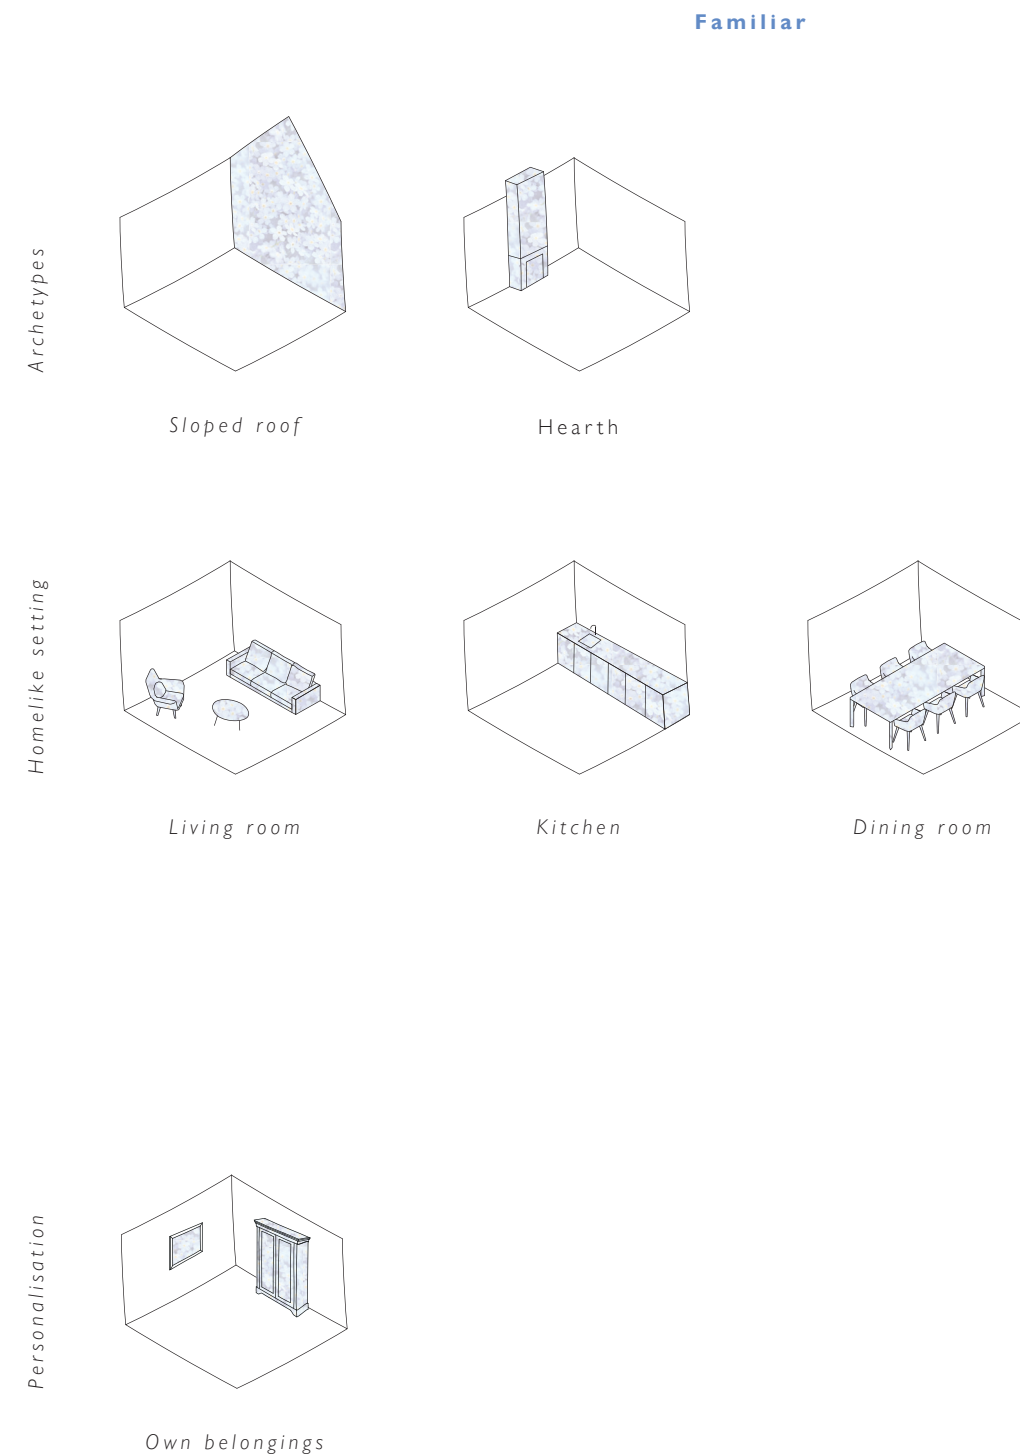 Familiar
Archetypes
Sloped roof
Hearth
Homelike setting
Living room
Kitchen
Dining room
Personalisation
Own belongings